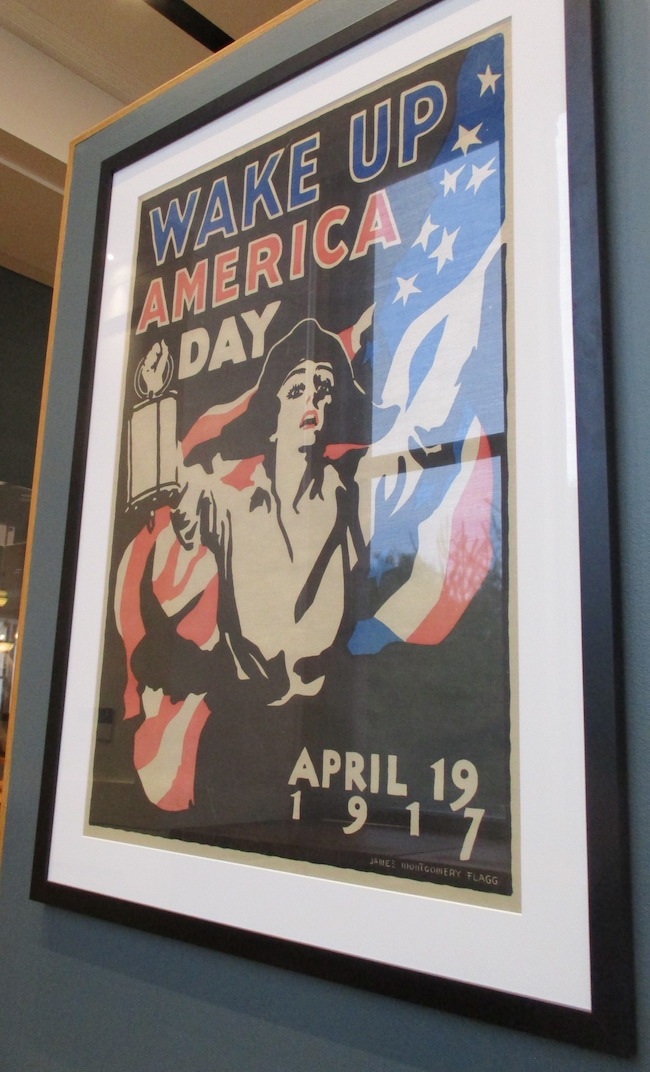 WAKE UP
AMERICA
DAY
APRIL 19
1917
JAMES MONTGOMERY FLAGG